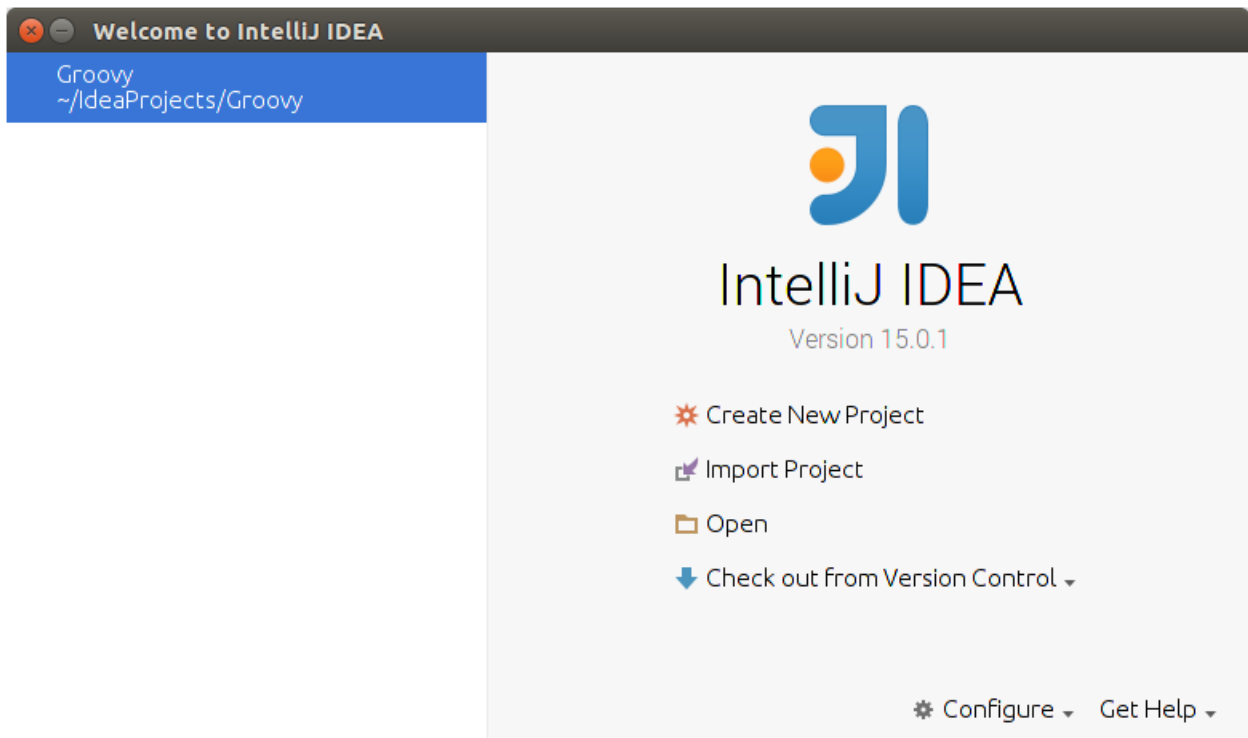 Welcome to IntelliJ IDEA
Groovy
~/IdeaProjects/Groovy
IntelliJ IDEA
Version 15.0.1
Create New Project
Import Project
Open
Check out from Version Control
Configure
Get Help